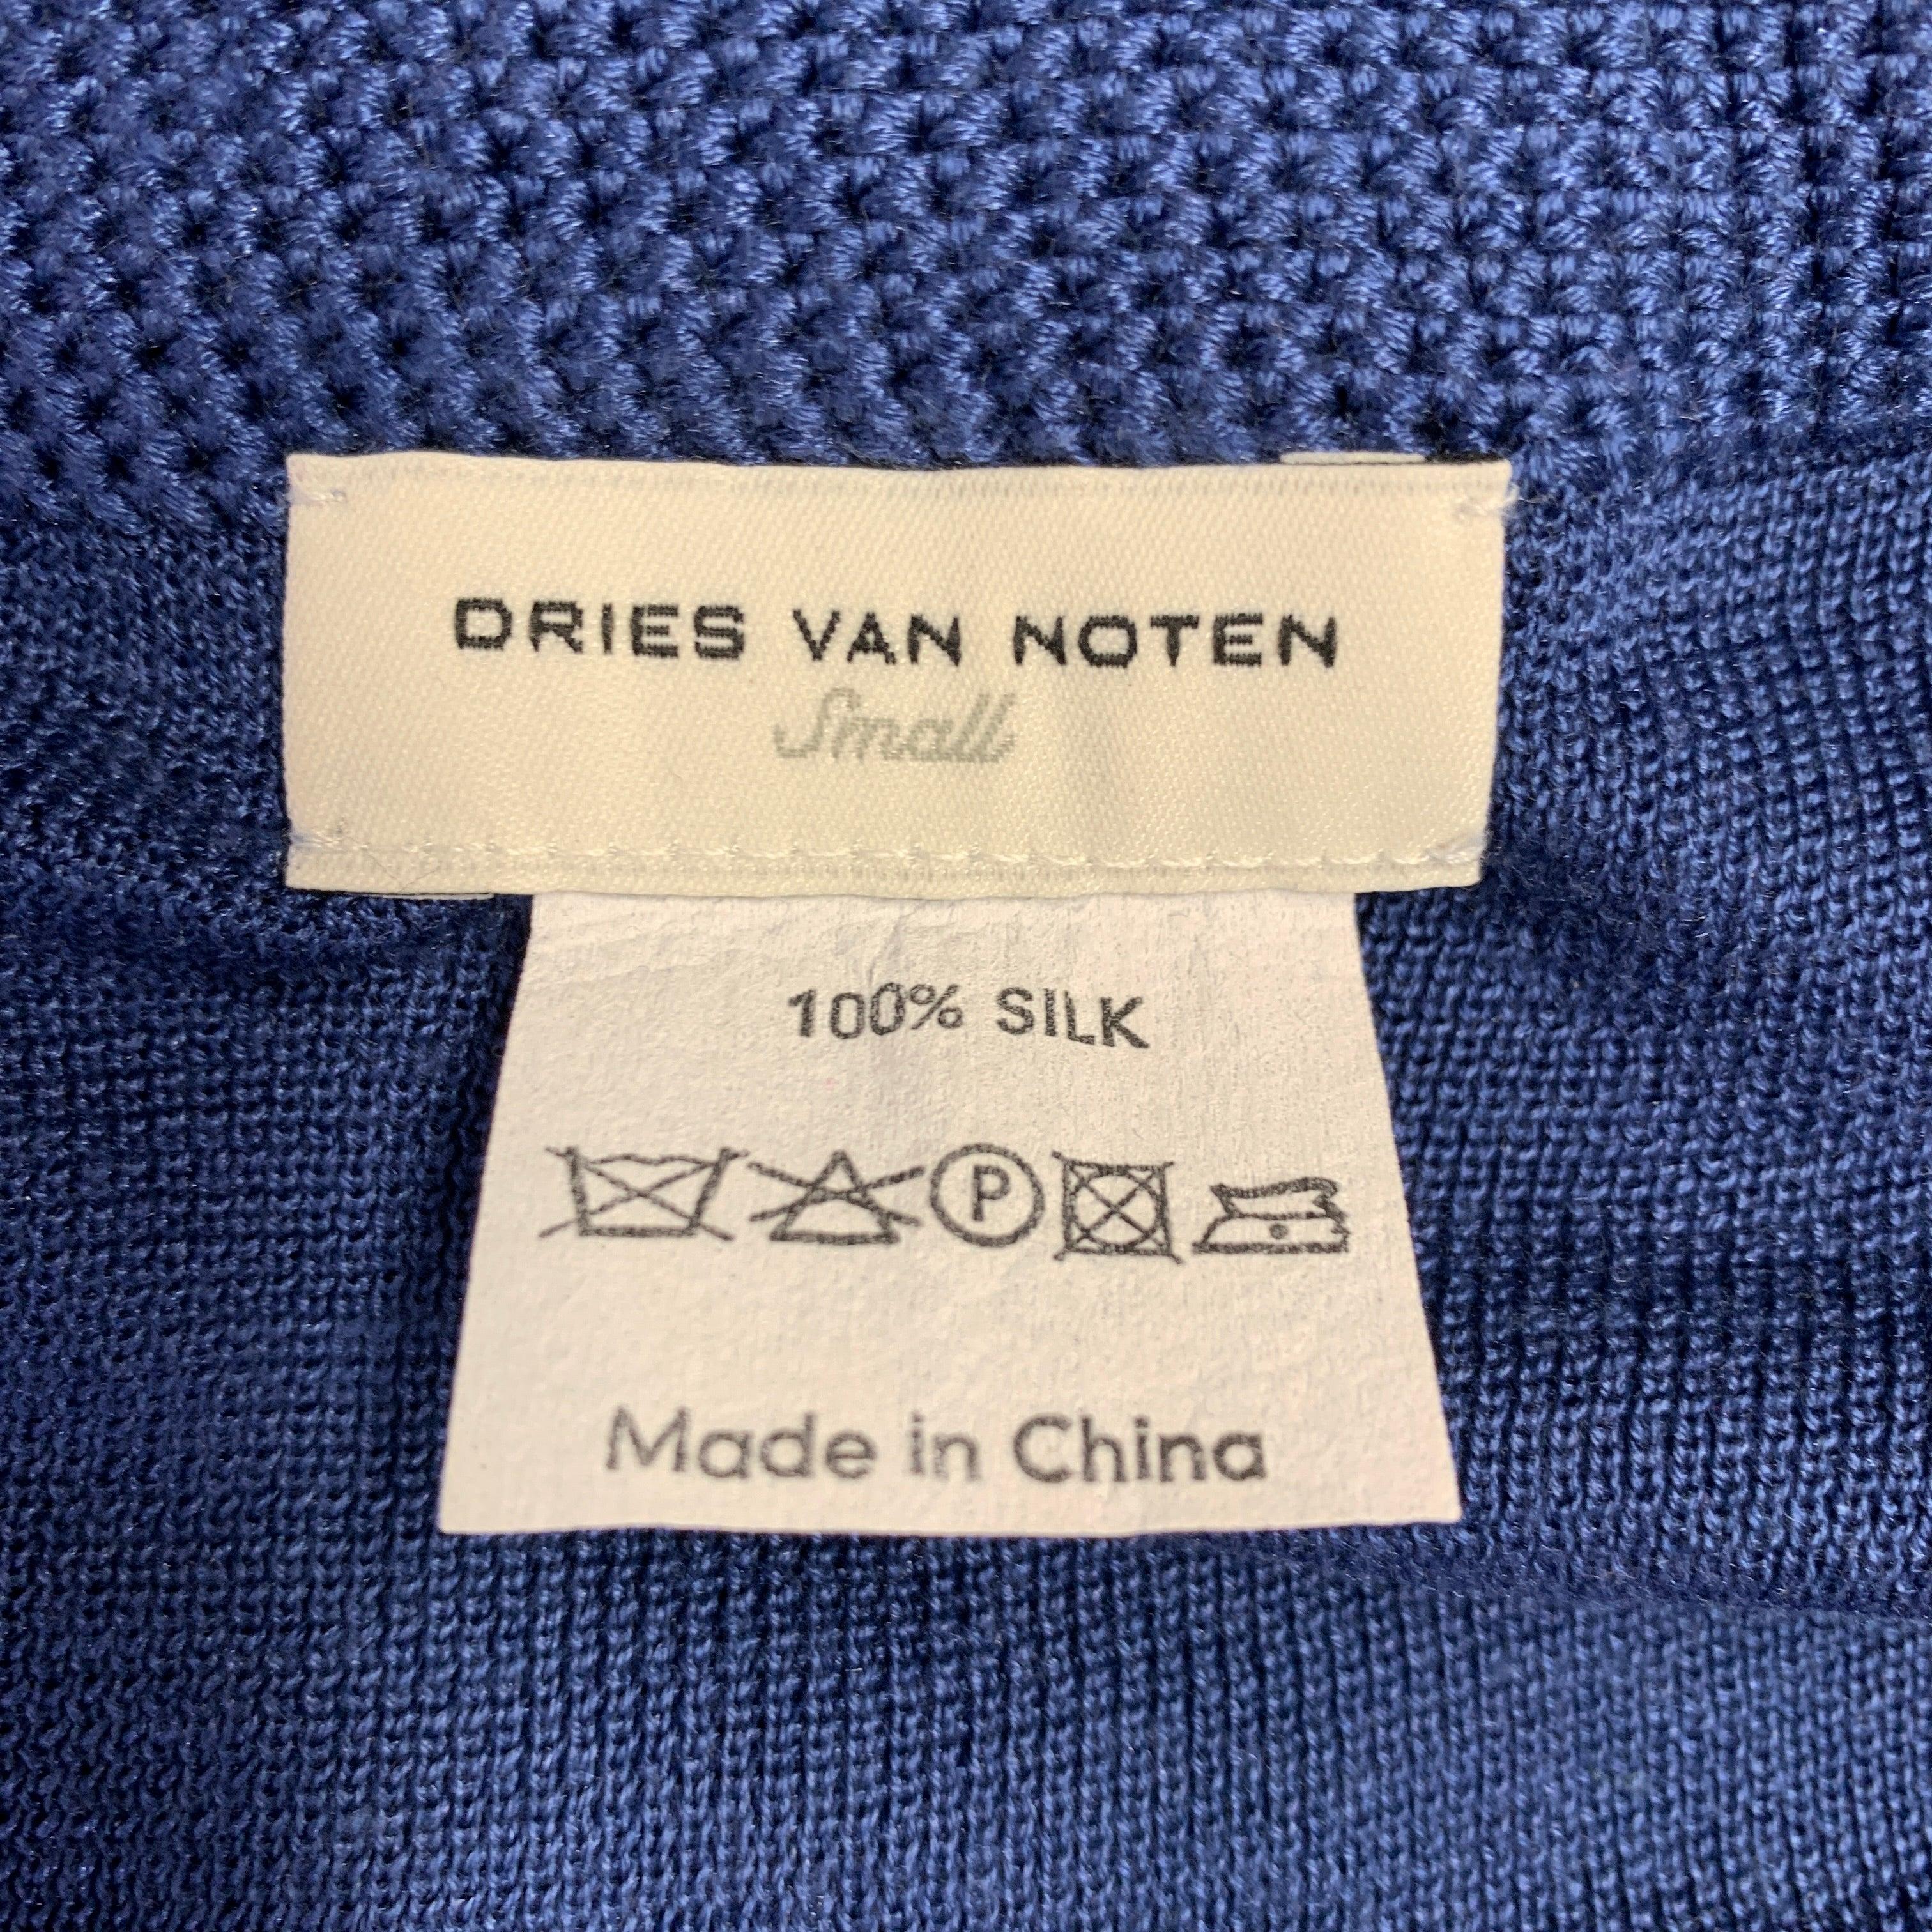 DRIES VAN NOTEN
Small
100% SILK
P
Made in China